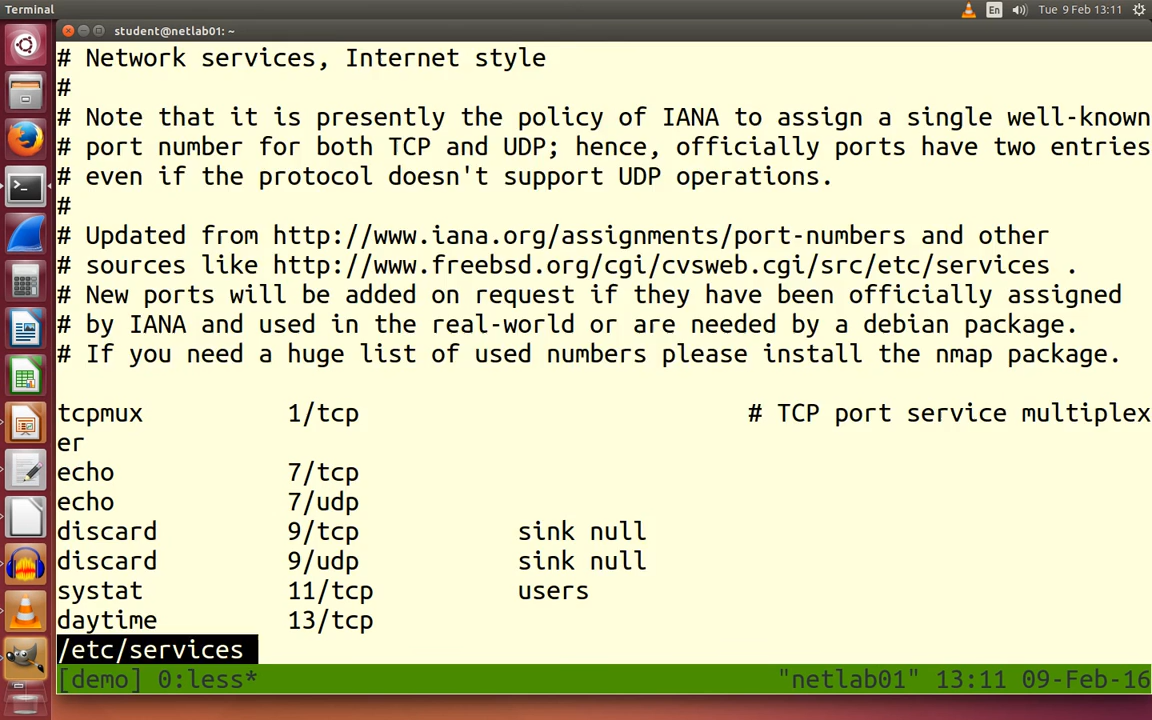 Terminal
En
Tue 9 Feb 13:11
student@netlab01: ~
# Network services, Internet style
#
# Note that it is presently the policy of IANA to assign a single well-known
# port number for both TCP and UDP; hence, officially ports have two entries
# even if the protocol doesn't support UDP operations.
#
# Updated from http://www.iana.org/assignments/port-numbers and other
# sources like http://www.freebsd.org/cgi/cvsweb.cgi/src/etc/services .
# New ports will be added on request if they have been officially assigned
# by IANA and used in the real-world or are needed by a debian package.
# If you need a huge list of used numbers please install the nmap package.
tcpmux 1/tcp # TCP port service multiplex
er
echo 7/tcp
echo 7/udp
discard 9/tcp sink null
discard 9/udp sink null
systat 11/tcp users
daytime 13/tcp
/etc/services
[demo] 0:less* "netlab01" 13:11 09-Feb-16